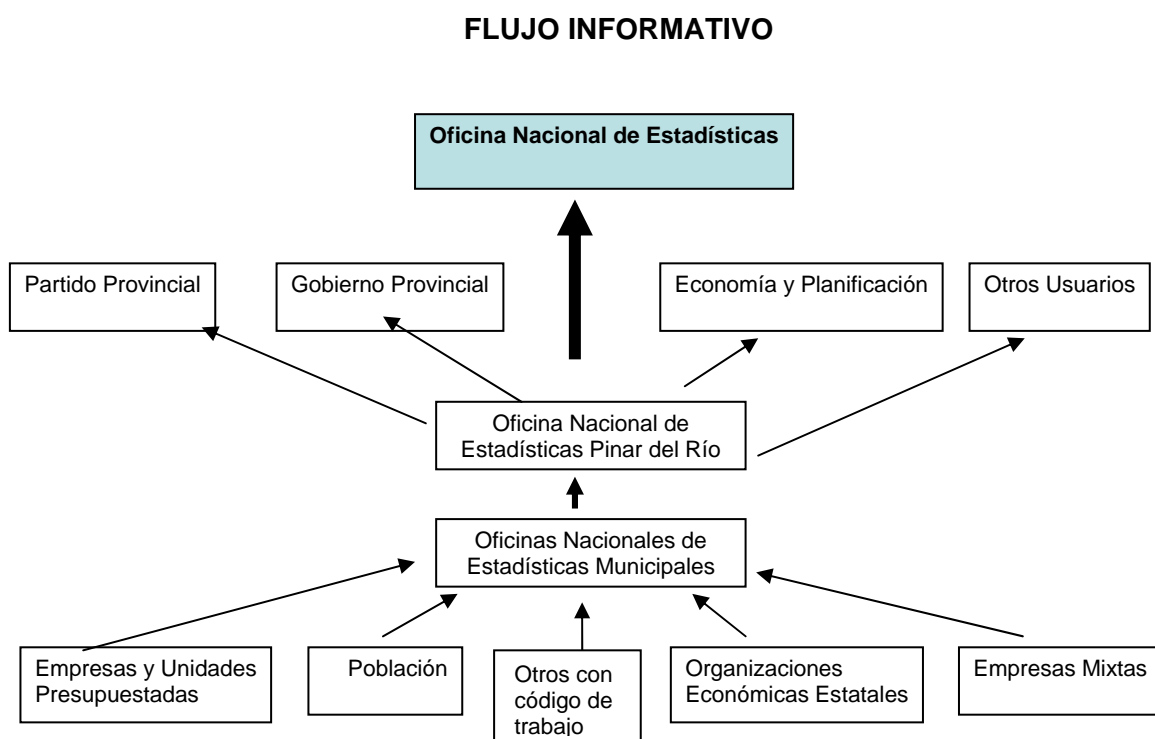 FLUJO INFORMATIVO
Oficina Nacional de Estadísticas
Partido Provincial
Gobierno Provincial
Economía y Planificación
Otros Usuarios
Oficina Nacional de
Estadísticas Pinar del Río
Oficinas Nacionales de
Estadísticas Municipales
Empresas y Unidades
Presupuestadas
Población
Otros con
código de
trabajo
Organizaciones
Económicas Estatales
Empresas Mixtas